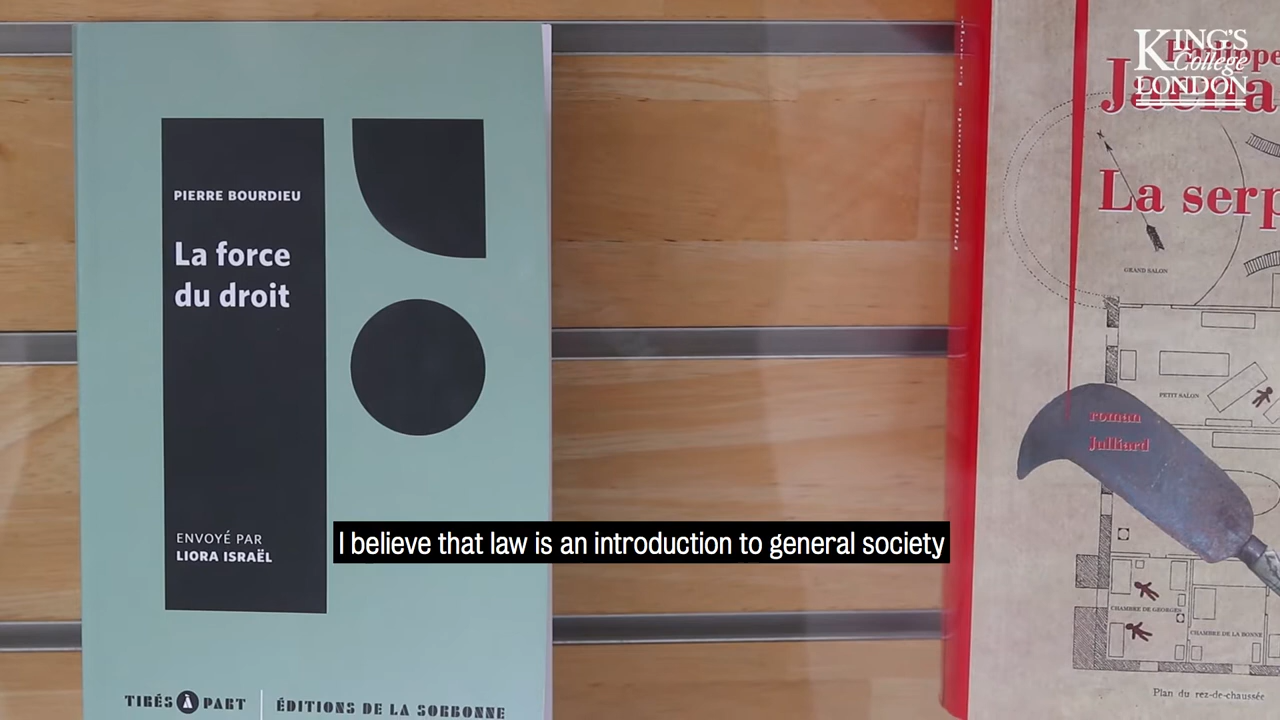 PIERRE BOURDIEU
La force
du droit
ENVOYÉ PAR
LIORA ISRAËL
TIRÉS À PART
ÉDITIONS DE LA SORBONNE
KING'S
College
LONDON
Philippe
La serp
GRAND SALON
PETIT SALON
roman
Julliard
CHAMBRE DE GEORGES
CHAMBRE DE LA BONNE
Plan du rez-de-chaussée
I believe that law is an introduction to general society